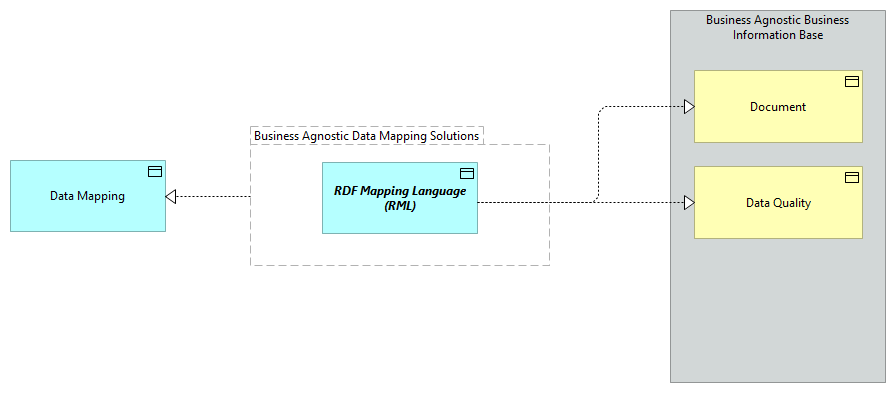 Business Agnostic Business
Information Base
Document
Business Agnostic Data Mapping Solutions
Data Mapping
RDF Mapping Language
(RML)
Data Quality